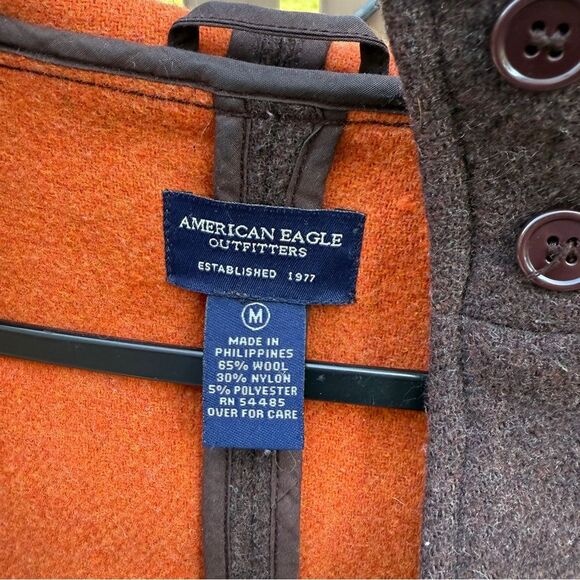 AMERICAN EAGLE
OUTFITTERS
ESTABLISHED 1977
M
MADE IN
PHILIPPINES
65% WOOL
30% NYLON
5% POLYESTER
RN 54485
OVER FOR CARE